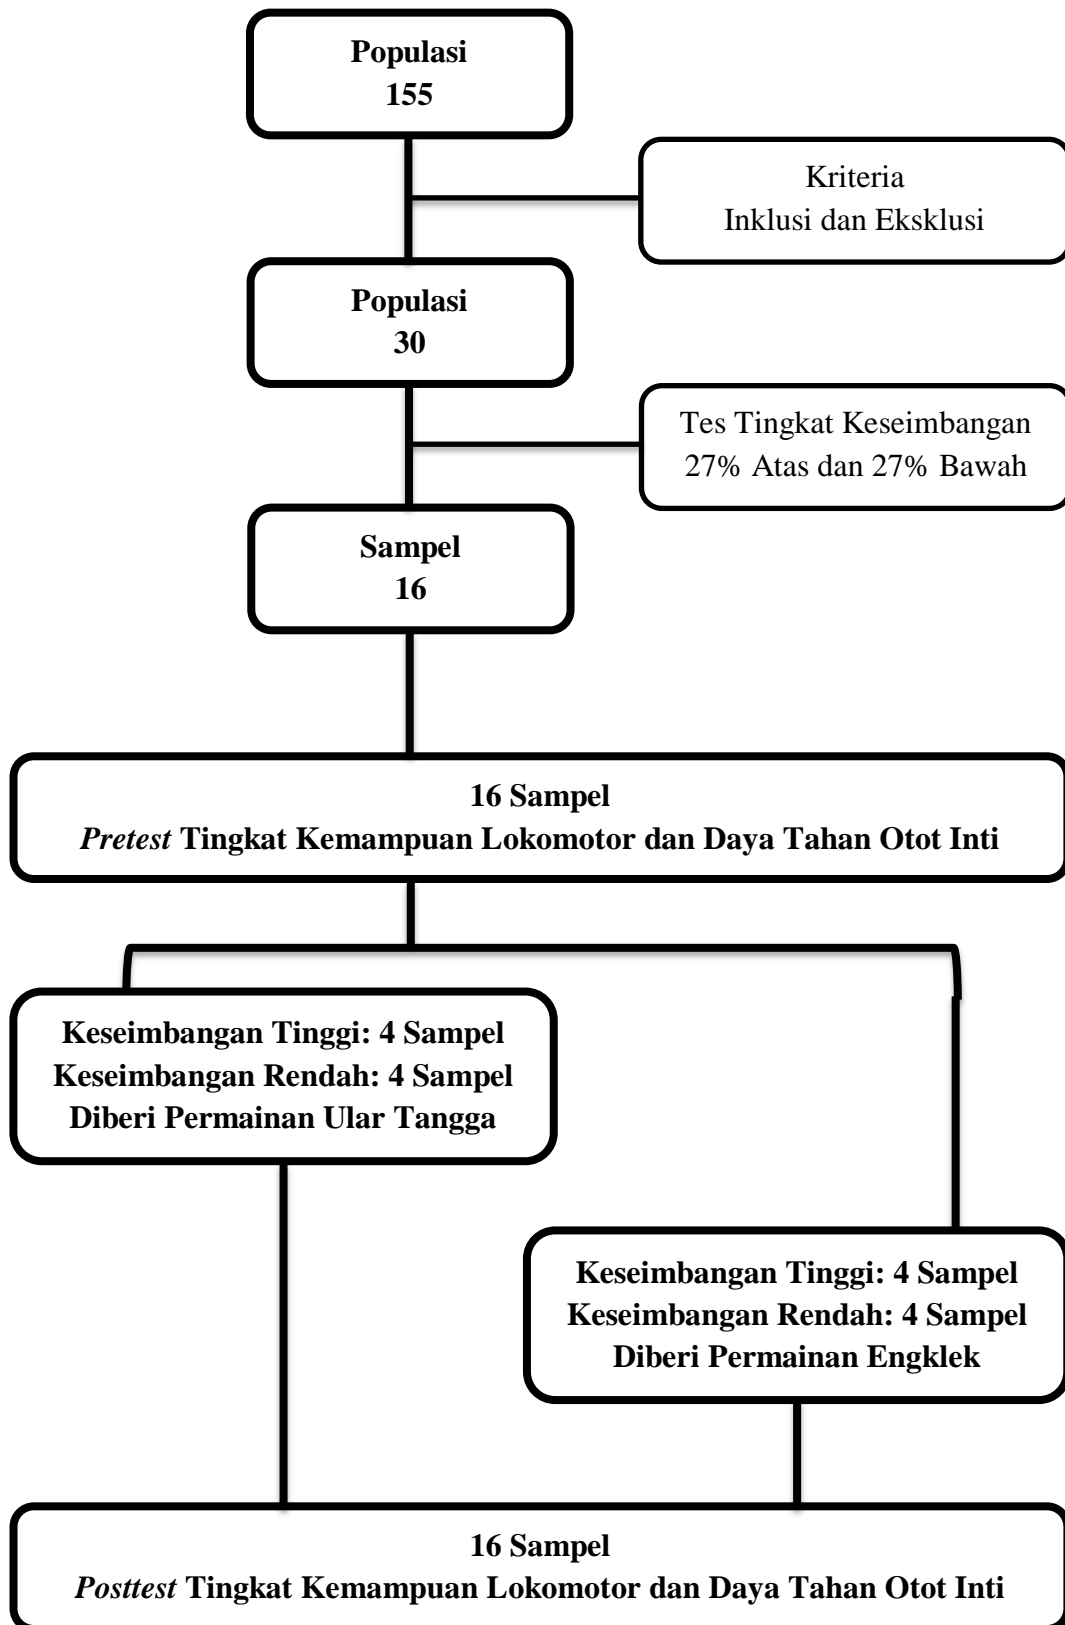 Populasi
155
Kriteria
Inklusi dan Eksklusi
Populasi
30
Tes Tingkat Keseimbangan
27% Atas dan 27% Bawah
Sampel
16
16 Sampel
Pretest Tingkat Kemampuan Lokomotor dan Daya Tahan Otot Inti
Keseimbangan Tinggi: 4 Sampel
Keseimbangan Rendah: 4 Sampel
Diberi Permainan Ular Tangga
Keseimbangan Tinggi: 4 Sampel
Keseimbangan Rendah: 4 Sampel
Diberi Permainan Engklek
16 Sampel
Posttest Tingkat Kemampuan Lokomotor dan Daya Tahan Otot Inti